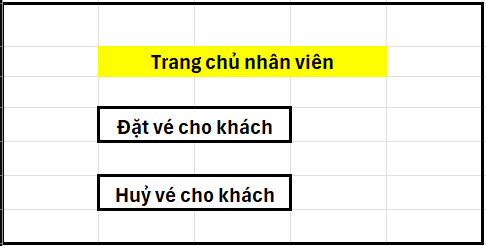 Trang chủ nhân viên
Đặt vé cho khách
Huỷ vé cho khách